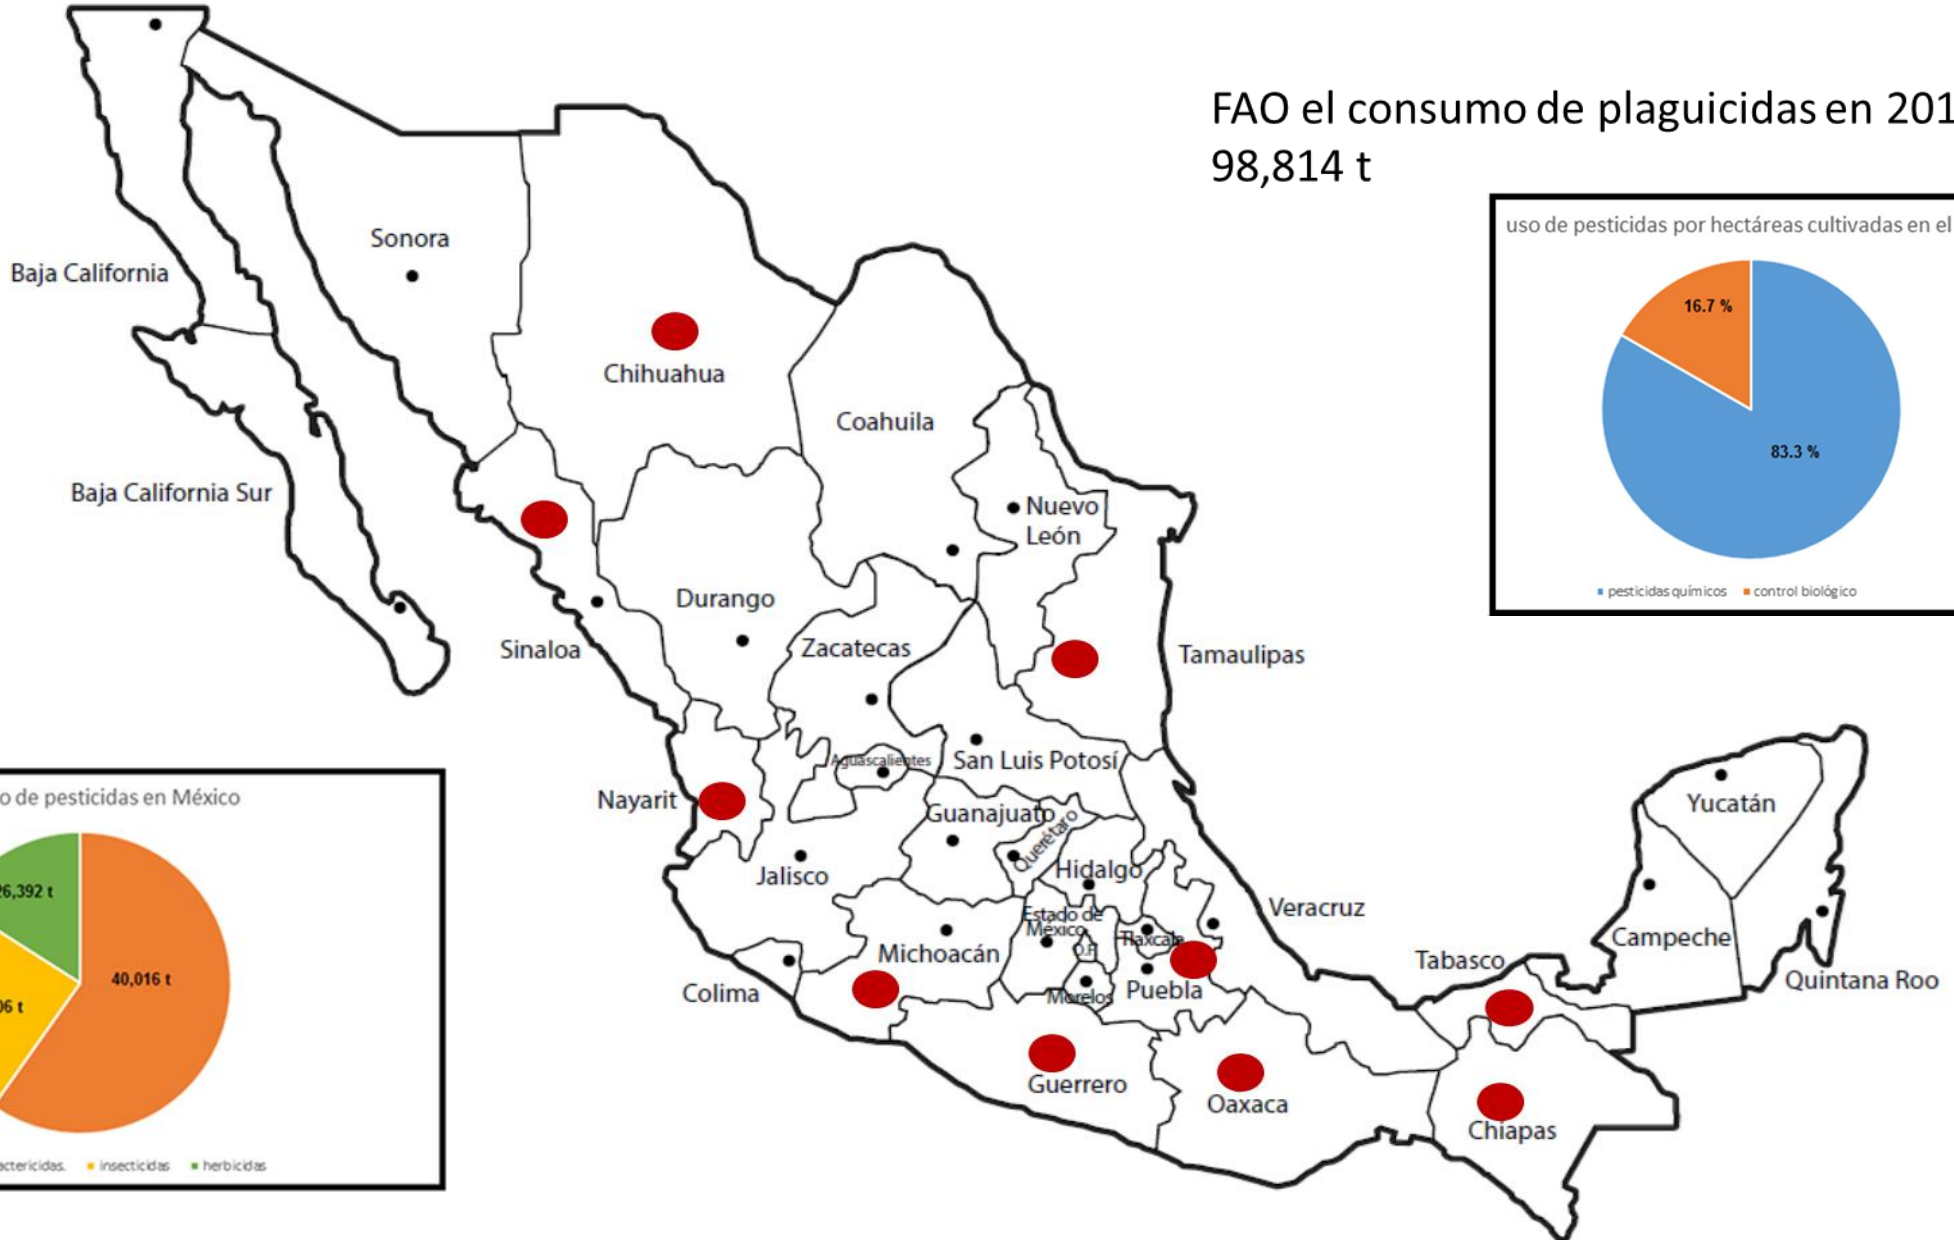 FAO el consumo de plaguicidas en 201
98,814 t
uso de pesticidas por hectáreas cultivadas en el
16.7 %
83.3 %
pesticidas químicos control biológico
Sonora
Baja California
Chihuahua
Coahuila
Baja California Sur
Nuevo
León
Durango
Zacatecas
Sinaloa
Tamaulipas
Aguascalientes
San Luis Potosí
Nayarit
Guanajuato
Querétaro
Yucatán
Jalisco
Hidalgo
Veracruz
Estado de
México
D.F.
Tlaxcala
Campeche
Michoacán
Tabasco
Colima
Morelos
Puebla
Quintana Roo
Guerrero
Oaxaca
Chiapas
o de pesticidas en México
26,392 t
40,016 t
06 t
actericidas. insecticidas herbicidas